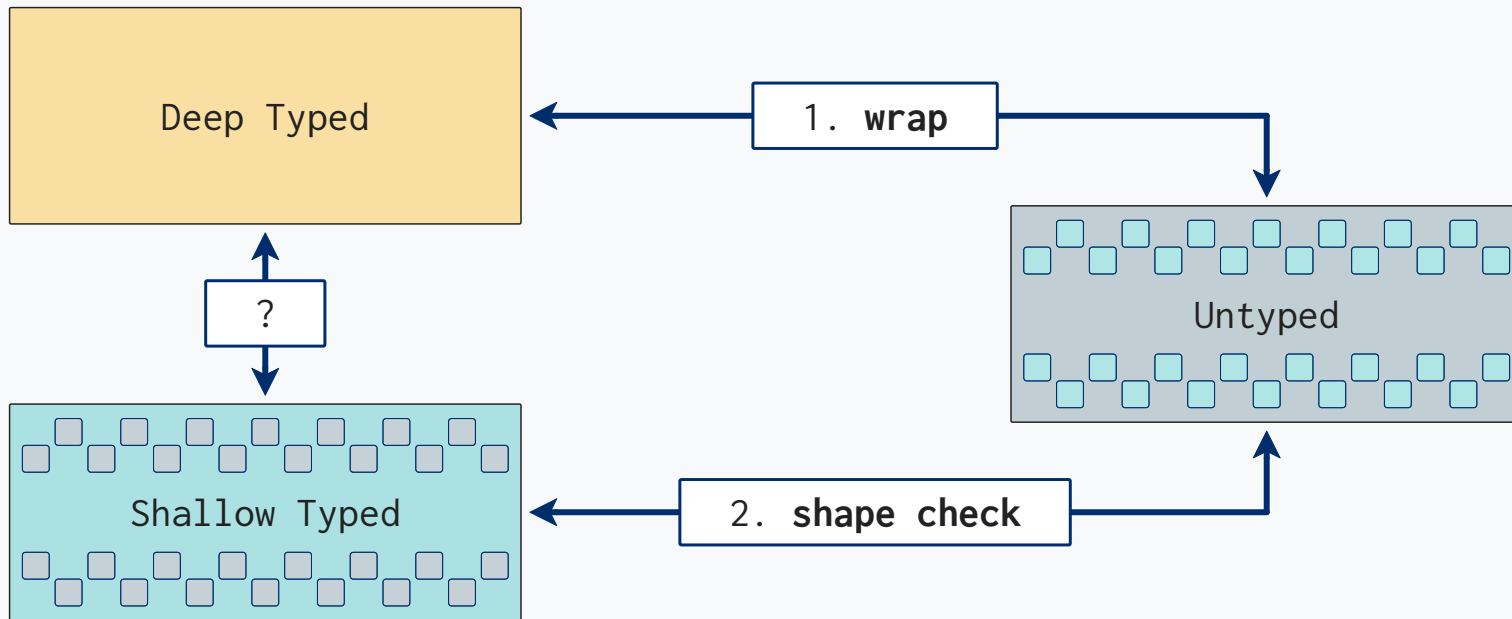 Deep Typed
1. wrap
Untyped
?
Shallow Typed
2. shape check